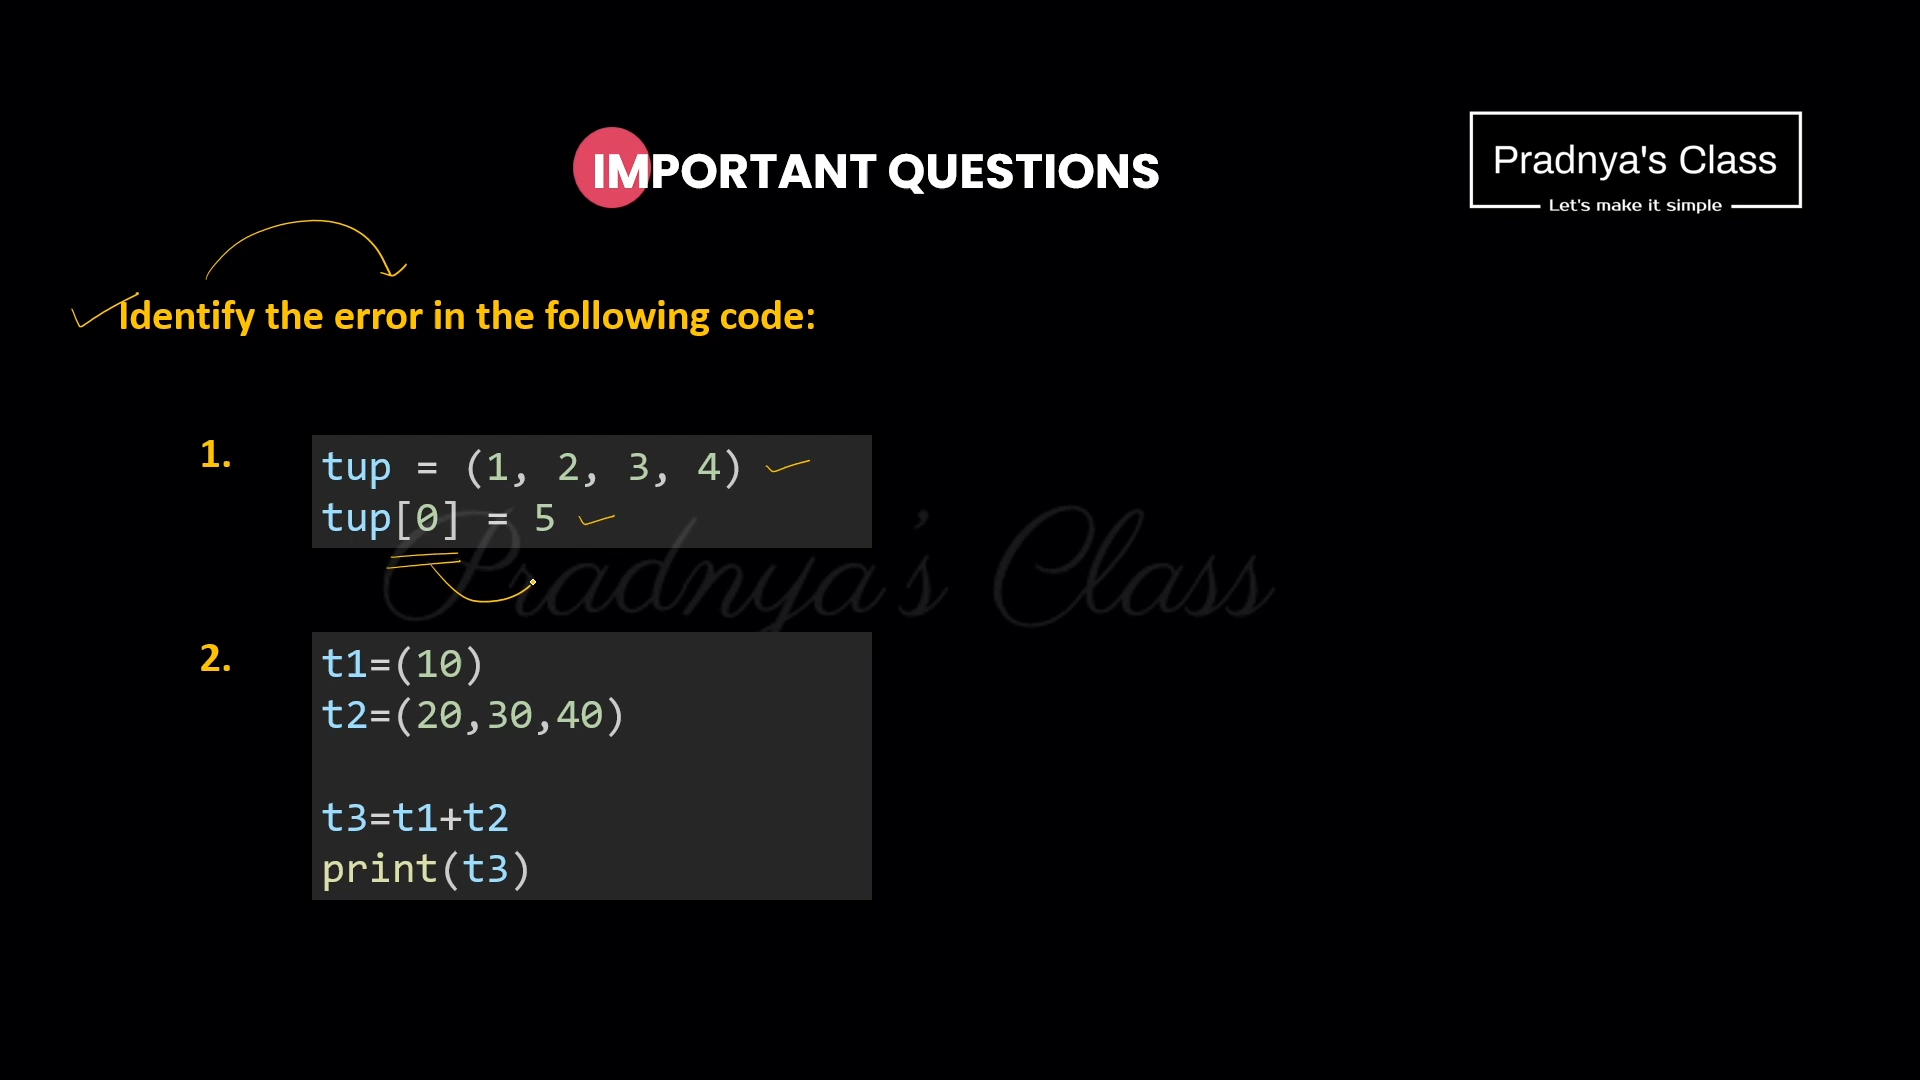 IMPORTANT QUESTIONS
Pradnya's Class
Let's make it simple
Identify the error in the following code:
1.
tup = (1, 2, 3, 4)
tup[0] = 5
Pradnya's Class
2.
t1=(10)
t2=(20,30,40)
t3=t1+t2
print(t3)